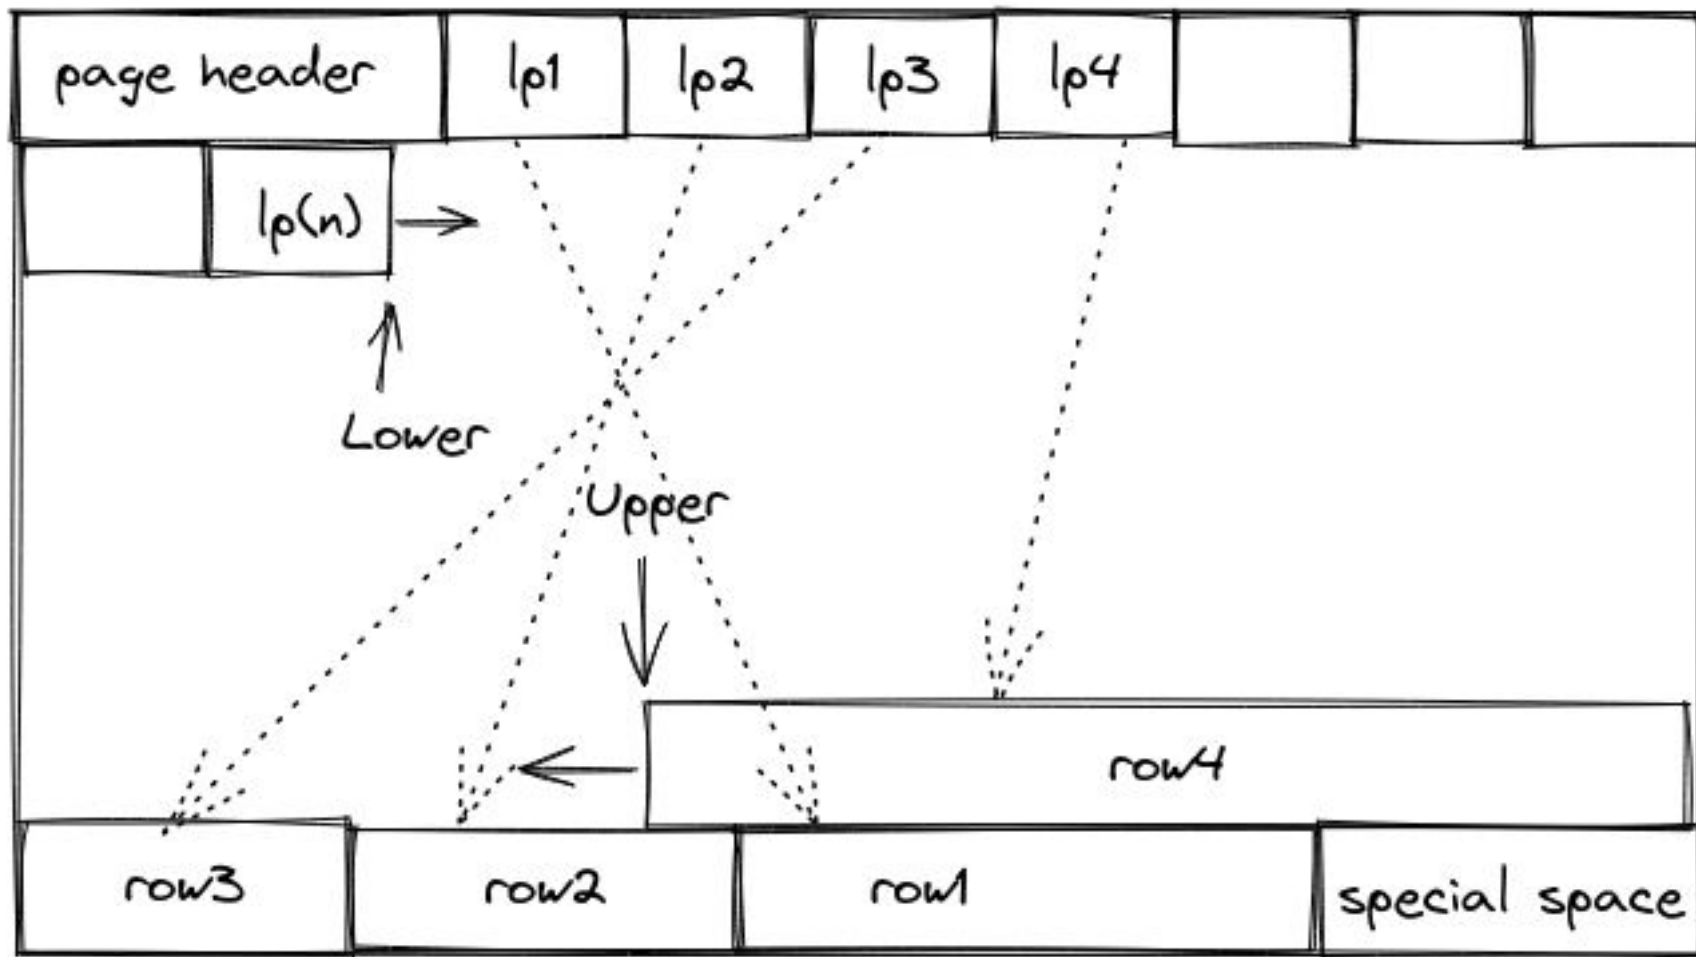 page header lp1 lp2 lp3 lp4
lp(n)
Lower
Upper
row4
row3 row2 row1 special space